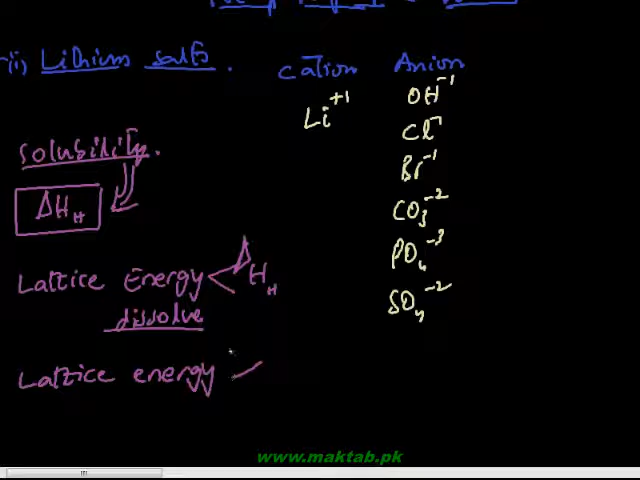 (ii) Lithium salts.
Cation Anion
Li+1
OH-1
Cl-1
Br-1
CO3-2
PO4-3
SO4-2
solubility.
ΔHH
Lattice Energy < ΔHH
dissolve
Lattice energy
www.maktab.pk